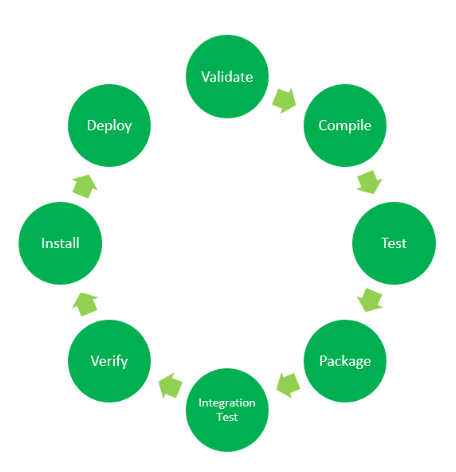 Validate
Compile
Test
Package
Integration
Test
Verify
Install
Deploy